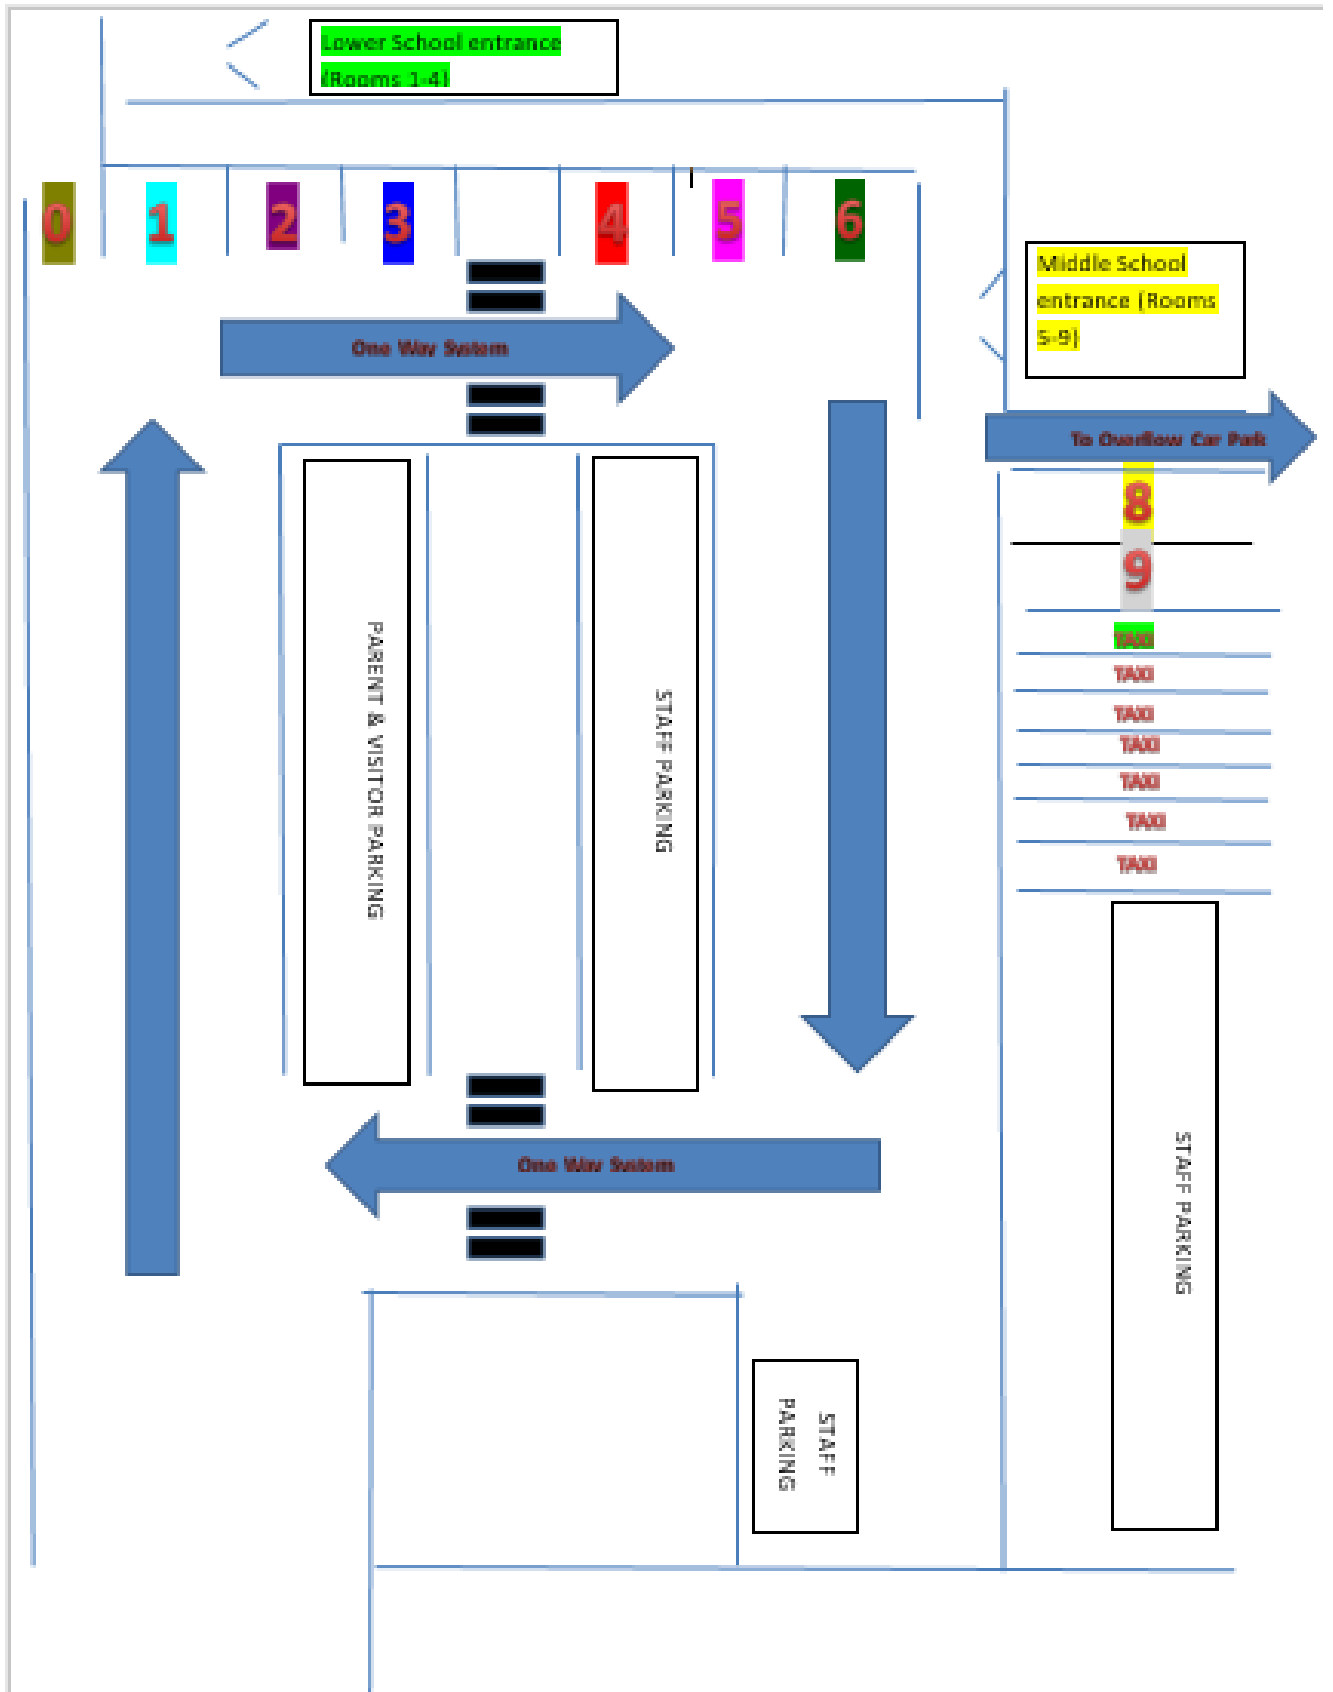 Lower School entrance
(Rooms 1-4)
0
1
2
3
4
5
6
Middle School
entrance (Rooms
5-9)
One Way System
To Overflow Car Park
8
9
TAXI
TAXI
TAXI
TAXI
TAXI
TAXI
TAXI
PARENT & VISITOR PARKING
STAFF PARKING
One Way System
STAFF PARKING
STAFF
PARKING